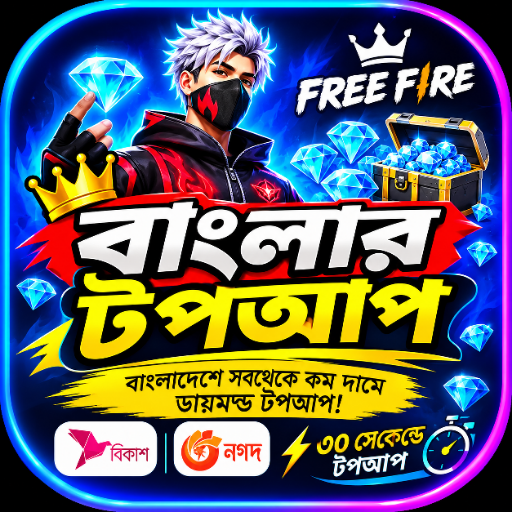 FREE FIRE
বাংলার
টপআপ
বাংলাদেশে সবথেকে কম দামে
ডায়মন্ড টপআপ!
বিকাশ
নগদ
৩০ সেকেন্ডে
টপআপ